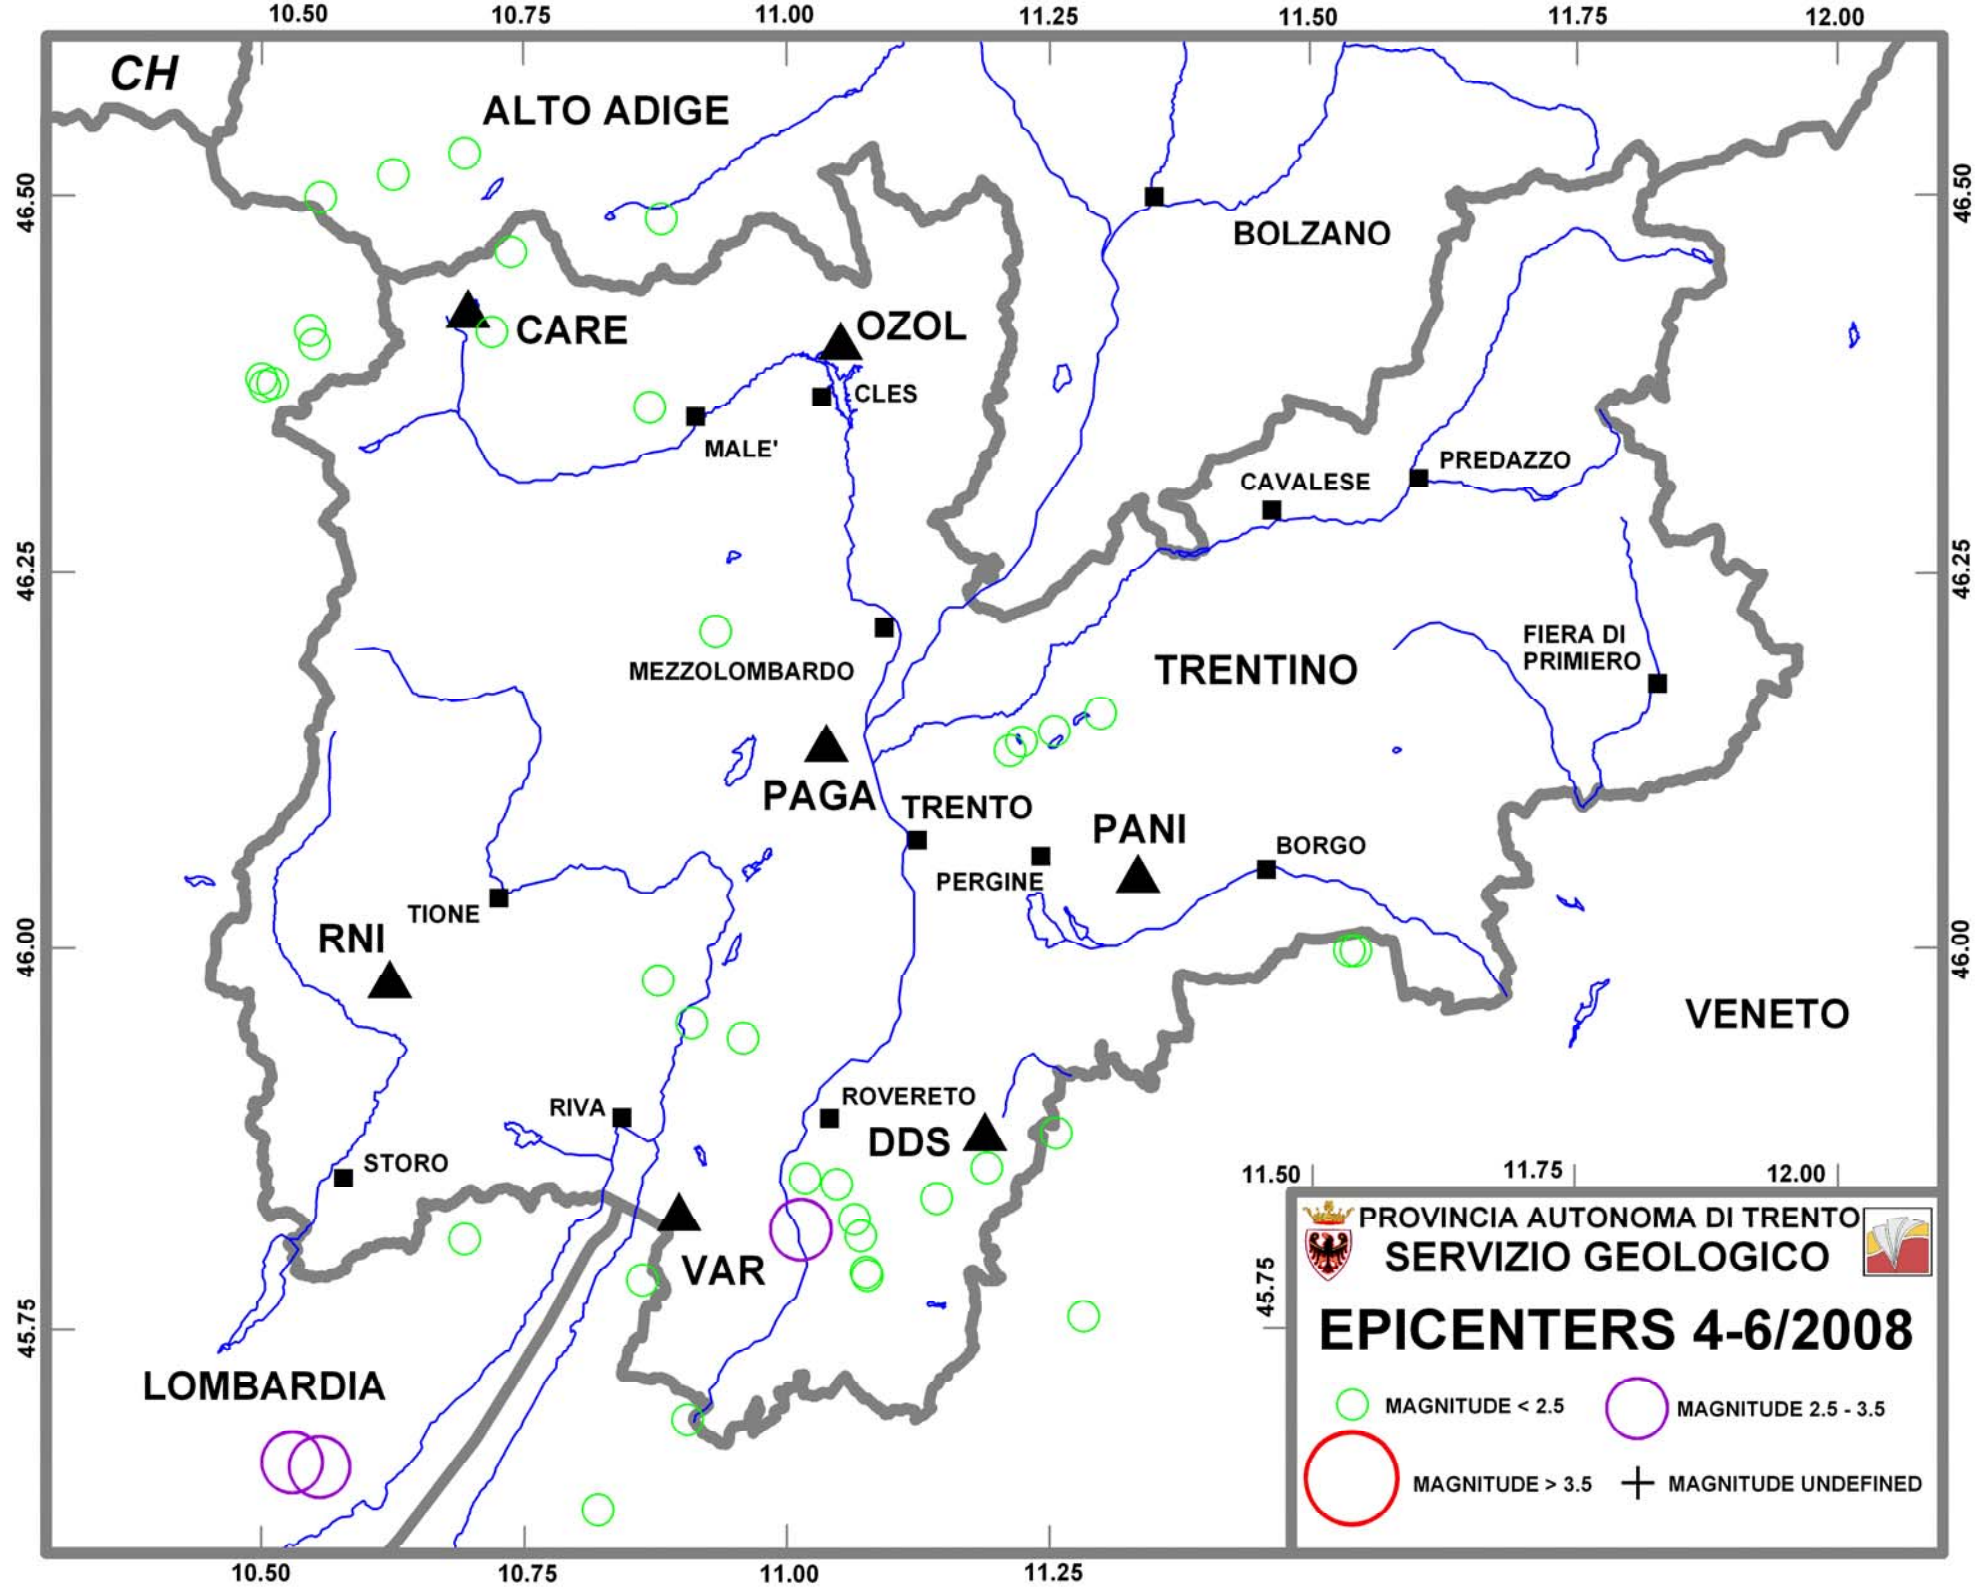 10.50 10.75 11.00 11.25 11.50 11.75 12.00
CH
ALTO ADIGE
46.50
46.50
BOLZANO
CARE
OZOL
CLES
MALE'
PREDAZZO
CAVALESE
46.25
46.25
FIERA DI
PRIMIERO
MEZZOLOMBARDO
TRENTINO
PAGA
TRENTO
PANI
BORGO
PERGINE
TIONE
RNI
46.00
46.00
VENETO
RIVA
ROVERETO
DDS
STORO
VAR
45.75
LOMBARDIA
11.50 11.75 12.00
PROVINCIA AUTONOMA DI TRENTO
SERVIZIO GEOLOGICO
45.75
EPICENTERS 4-6/2008
MAGNITUDE < 2.5
MAGNITUDE 2.5 - 3.5
MAGNITUDE > 3.5
MAGNITUDE UNDEFINED
10.50 10.75 11.00 11.25